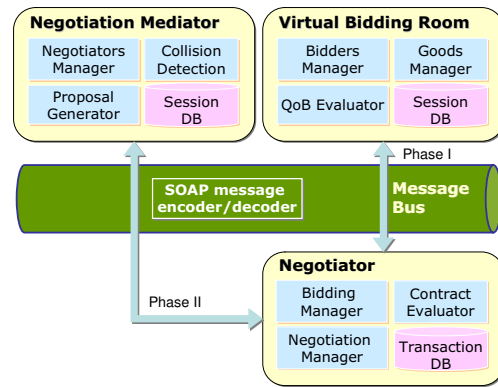 Negotiation Mediator
Negotiators
Manager
Collision
Detection
Proposal
Generator
Session
DB
Virtual Bidding Room
Bidders
Manager
Goods
Manager
QoB Evaluator
Session
DB
Phase I
SOAP message
encoder/decoder
Message
Bus
Phase II
Negotiator
Bidding
Manager
Contract
Evaluator
Negotiation
Manager
Transaction
DB